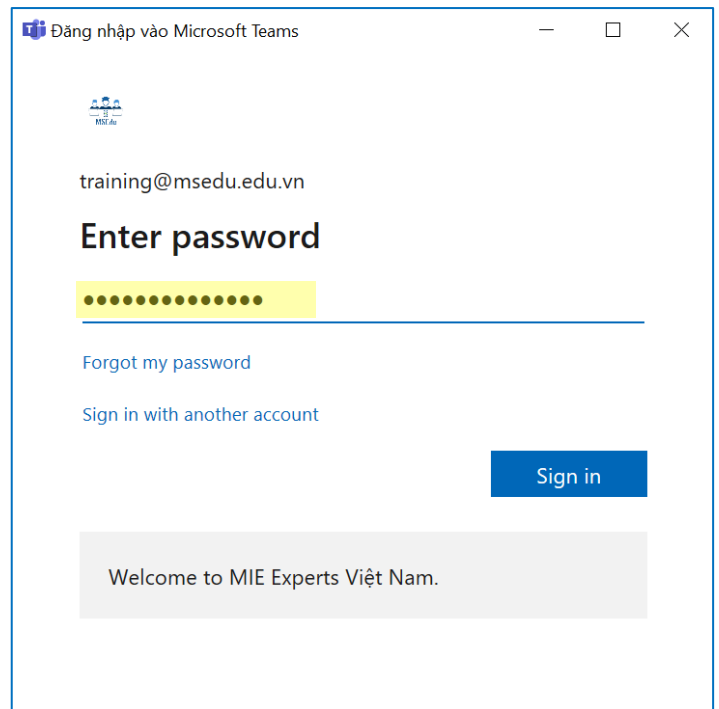 Đăng nhập vào Microsoft Teams
MSEdu
training@msedu.edu.vn
Enter password
●●●●●●●●●●●●●●
Forgot my password
Sign in with another account
Sign in
Welcome to MIE Experts Việt Nam.